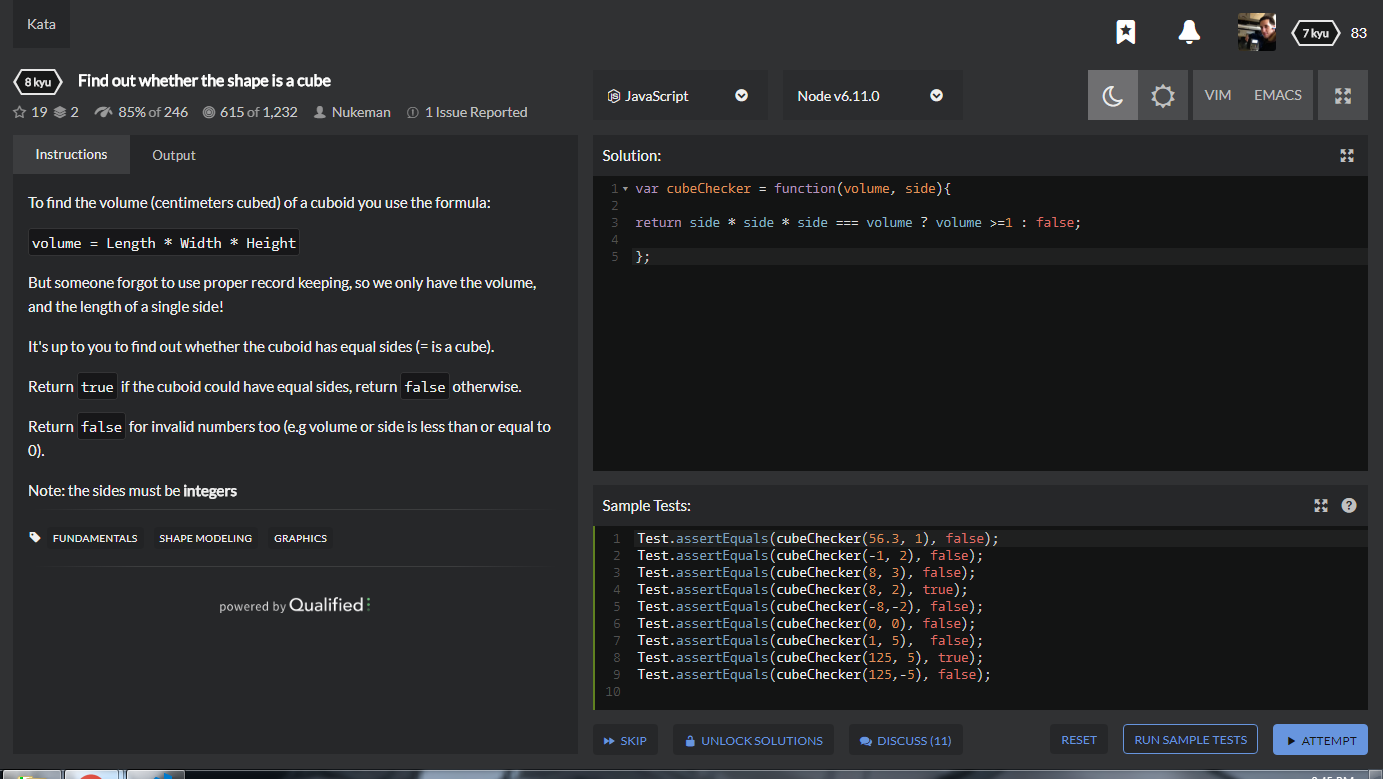 Kata
7 kyu 83
8 kyu Find out whether the shape is a cube
19 2 85% of 246 615 of 1,232 Nukeman 1 Issue Reported
JavaScript Node v6.11.0 VIM EMACS
Instructions Output
To find the volume (centimeters cubed) of a cuboid you use the formula:
volume = Length * Width * Height
But someone forgot to use proper record keeping, so we only have the volume,
and the length of a single side!
It's up to you to find out whether the cuboid has equal sides (= is a cube).
Return true if the cuboid could have equal sides, return false otherwise.
Return false for invalid numbers too (e.g volume or side is less than or equal to
0).
Note: the sides must be integers
FUNDAMENTALS SHAPE MODELING GRAPHICS
powered by Qualified
Solution:
1 var cubeChecker = function(volume, side){
2
3 return side * side * side === volume ? volume >=1 : false;
4
5 };
Sample Tests:
1 Test.assertEquals(cubeChecker(56.3, 1), false);
2 Test.assertEquals(cubeChecker(-1, 2), false);
3 Test.assertEquals(cubeChecker(8, 3), false);
4 Test.assertEquals(cubeChecker(8, 2), true);
5 Test.assertEquals(cubeChecker(-8,-2), false);
6 Test.assertEquals(cubeChecker(0, 0), false);
7 Test.assertEquals(cubeChecker(1, 5),  false);
8 Test.assertEquals(cubeChecker(125, 5), true);
9 Test.assertEquals(cubeChecker(125,-5), false);
10
SKIP UNLOCK SOLUTIONS DISCUSS (11) RESET RUN SAMPLE TESTS ATTEMPT